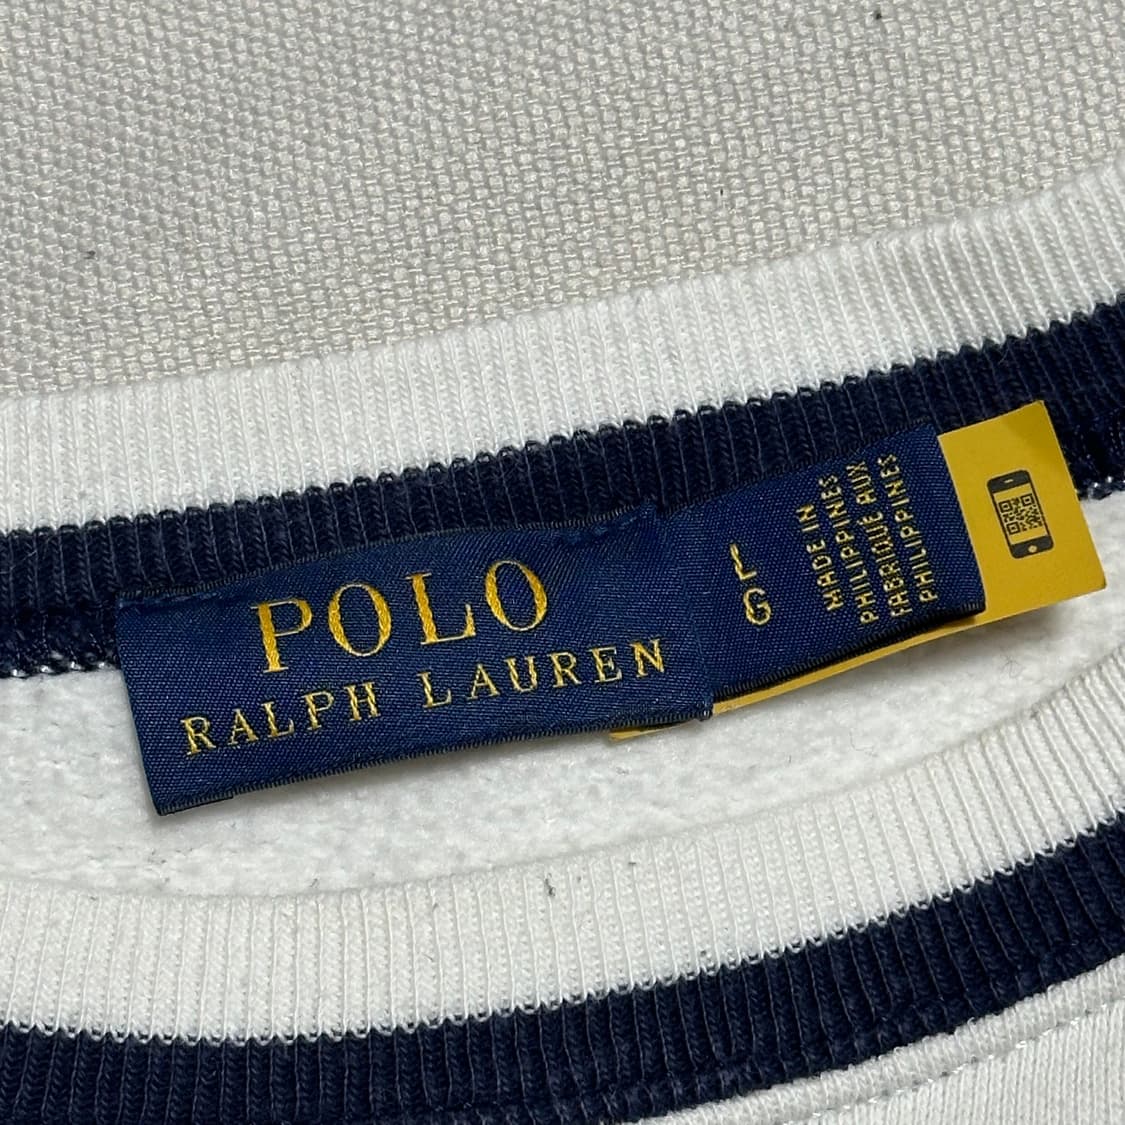 POLO
RALPH LAUREN
L
G
MADE IN
PHILIPPINES
FABRIQUÉ AUX
PHILIPPINES